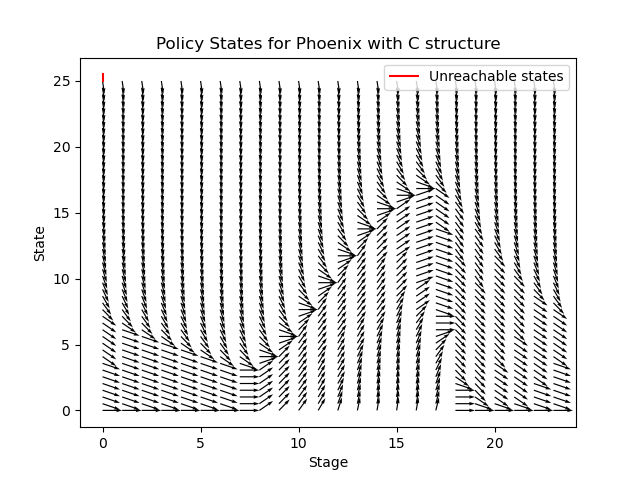 Policy States for Phoenix with C structure
Unreachable states
25
20
15
10
5
0
State
0 5 10 15 20
Stage